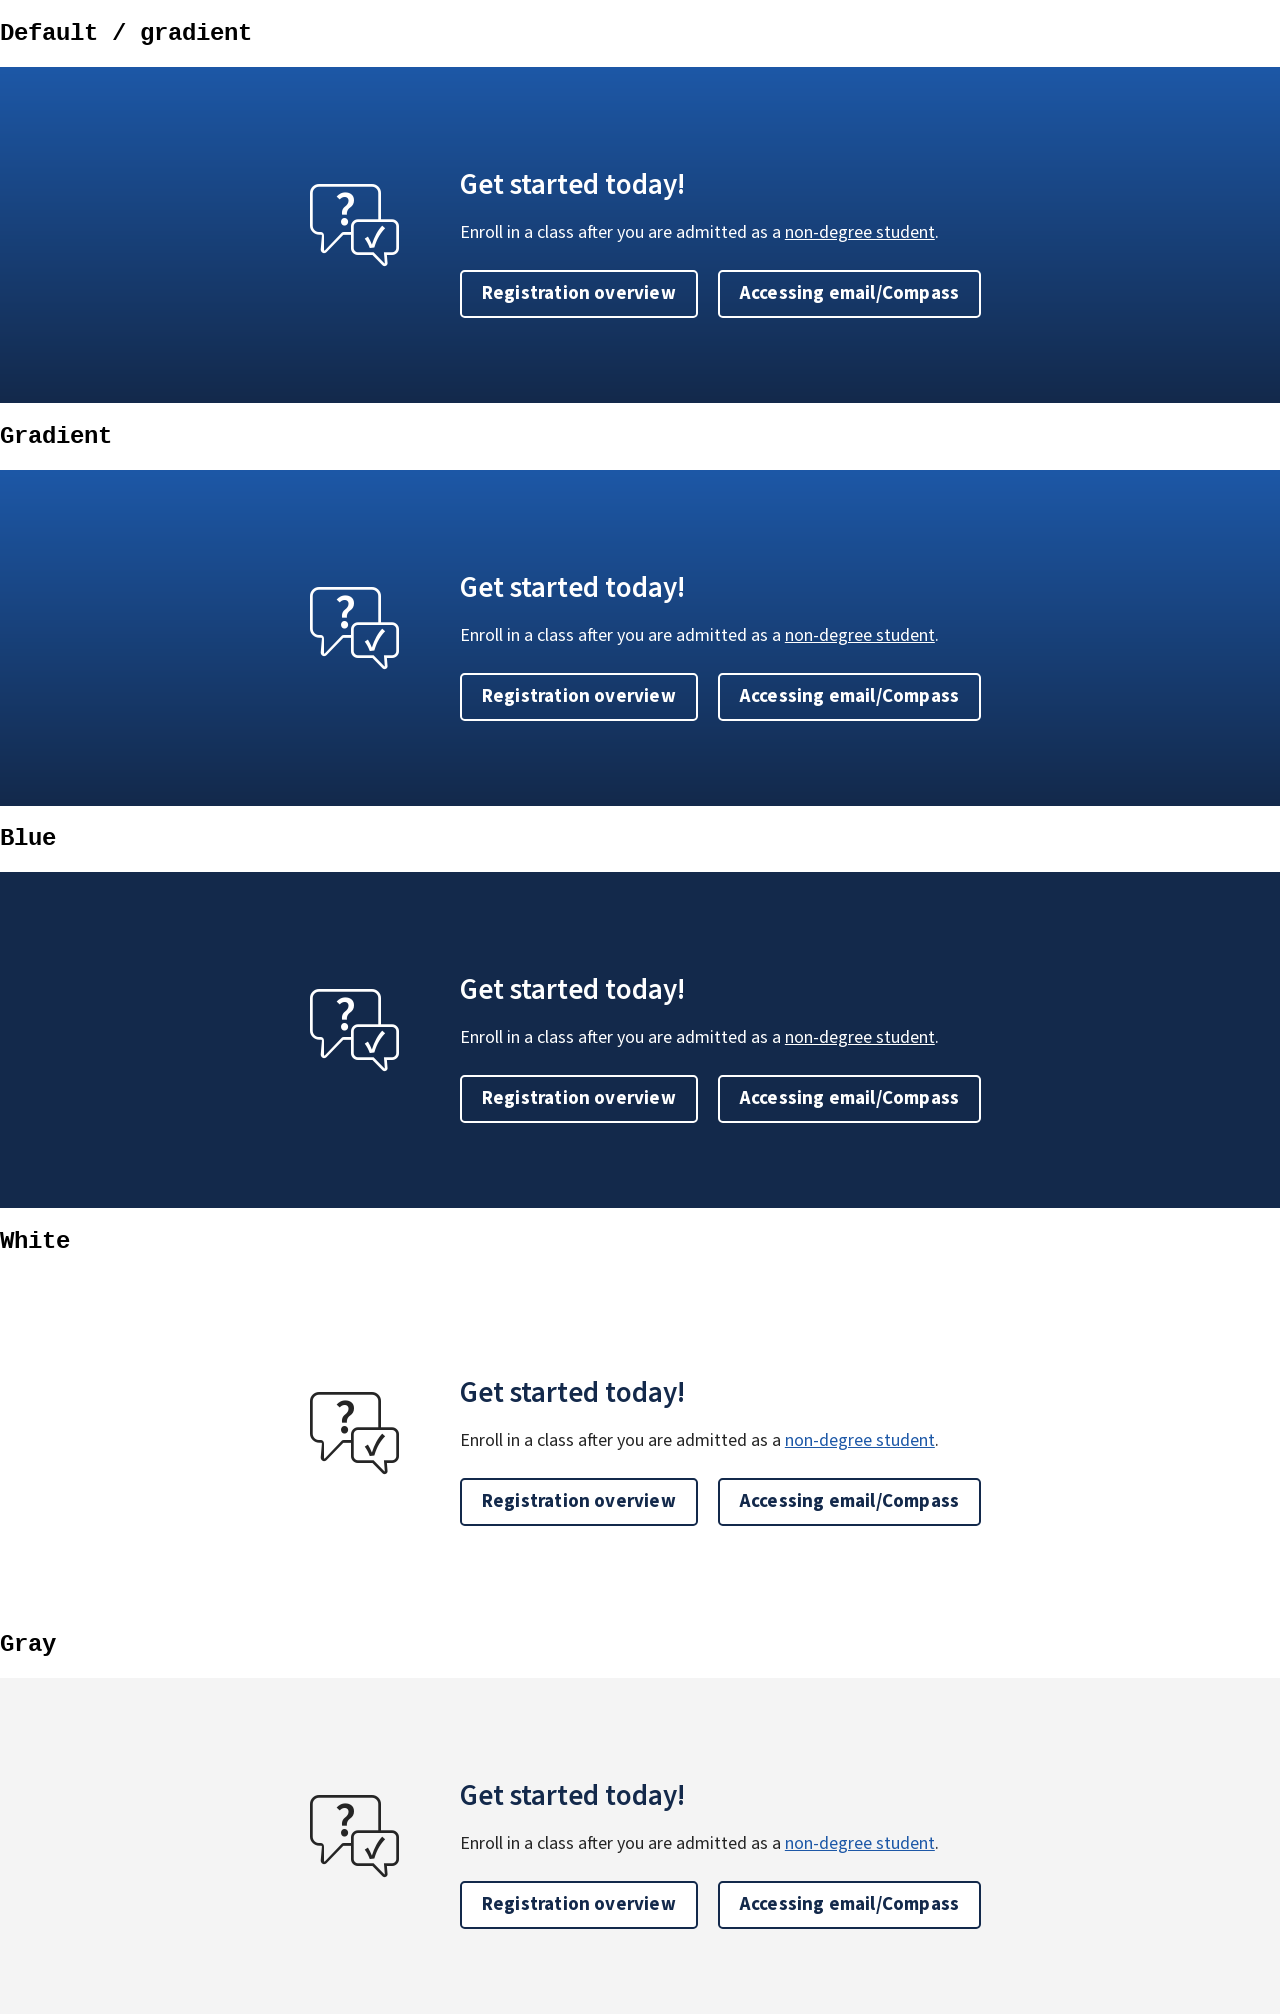 Default / gradient
Get started today!
Enroll in a class after you are admitted as a non-degree student.
Registration overview Accessing email/Compass
Gradient
Get started today!
Enroll in a class after you are admitted as a non-degree student.
Registration overview Accessing email/Compass
Blue
Get started today!
Enroll in a class after you are admitted as a non-degree student.
Registration overview Accessing email/Compass
White
Get started today!
Enroll in a class after you are admitted as a non-degree student.
Registration overview Accessing email/Compass
Gray
Get started today!
Enroll in a class after you are admitted as a non-degree student.
Registration overview Accessing email/Compass